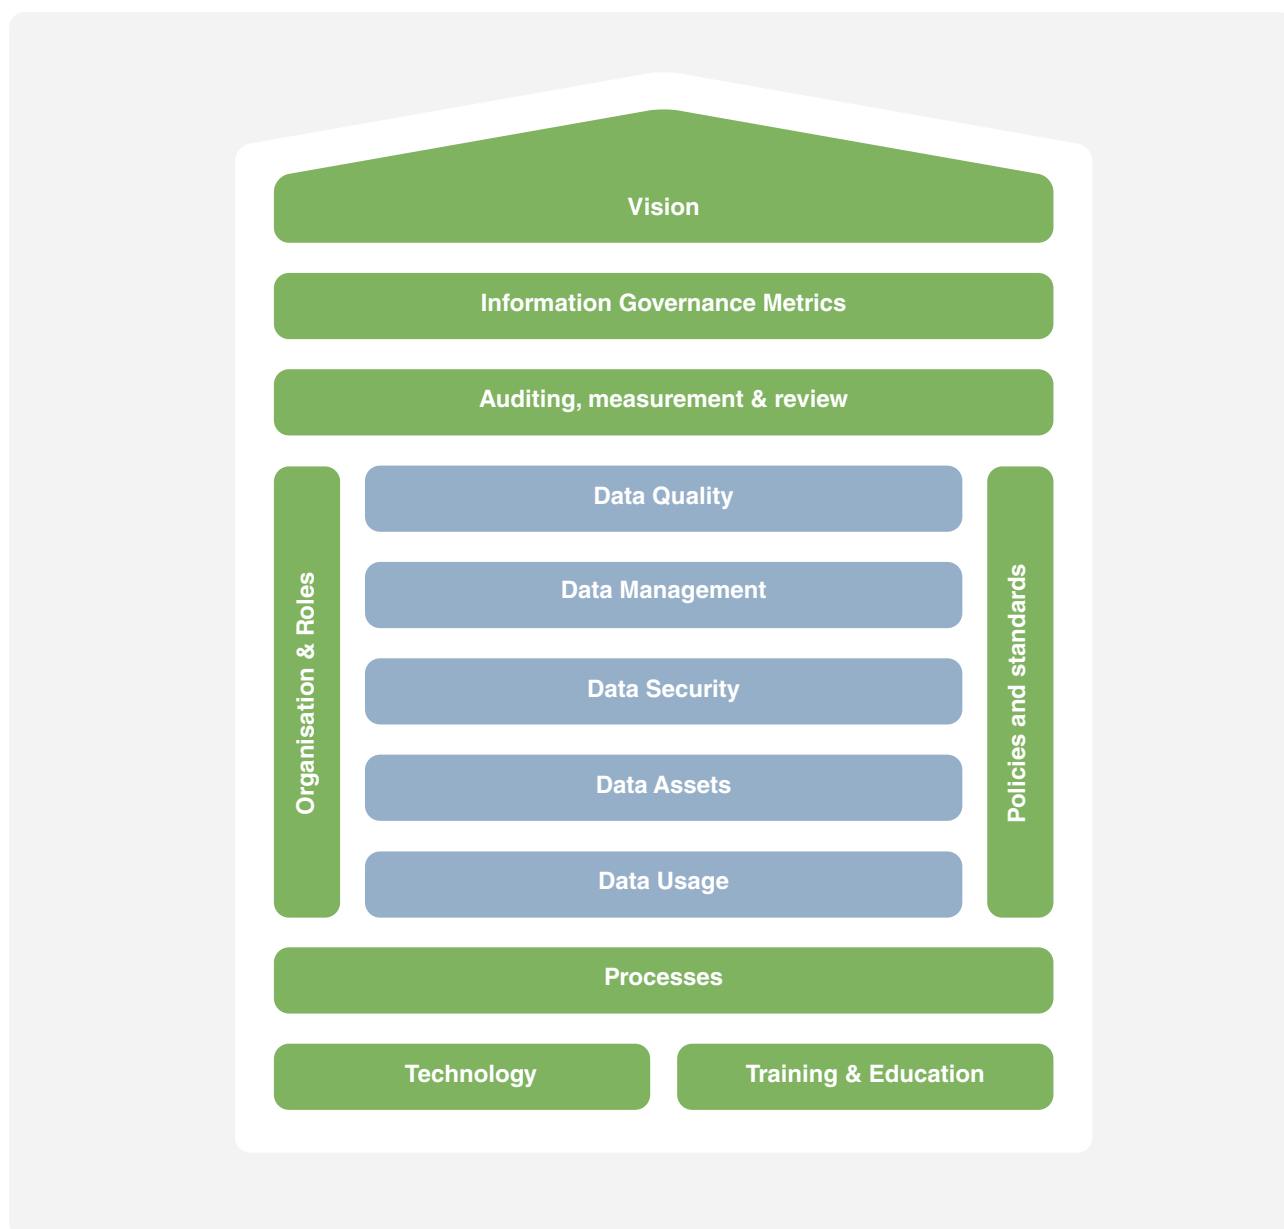 Vision
Information Governance Metrics
Auditing, measurement & review
Organisation & Roles
Data Quality
Data Management
Data Security
Data Assets
Data Usage
Policies and standards
Processes
Technology
Training & Education